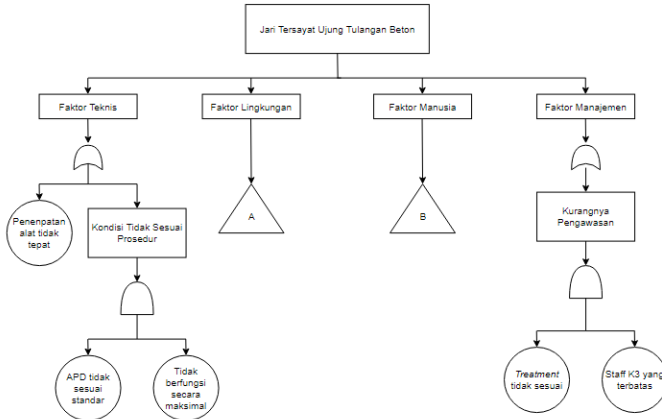 Jari Tersayat Ujung Tulangan Beton
Faktor Teknis
Faktor Lingkungan
Faktor Manusia
Faktor Manajemen
Penenpatan
alat tidak
tepat
Kondisi Tidak Sesuai
Prosedur
A
B
Kurangnya
Pengawasan
APD tidak
sesuai
standar
Tidak
berfungsi
secara
maksimal
Treatment
tidak sesuai
Staff K3 yang
terbatas